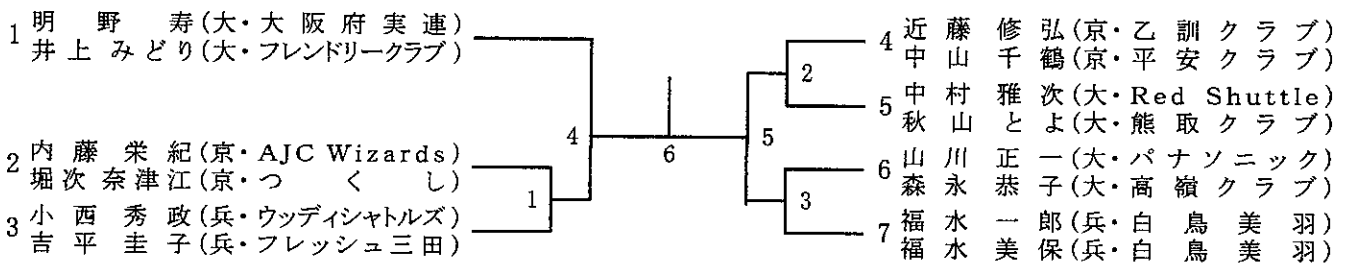 1 明野寿(大・大阪府実連)
井上みどり(大・フレンドリークラブ)
2 内藤栄紀(京・AJC Wizards)
堀次奈津江(京・つくし)
3 小西秀政(兵・ウッディシャトルズ)
吉平圭子(兵・フレッシュ三田)
4
1
6
5
2
3
4 近藤修弘(京・乙訓クラブ)
中山千鶴(京・平安クラブ)
5 中村雅次(大・Red Shuttle)
秋山とよ(大・熊取クラブ)
6 山川正一(大・パナソニック)
森永恭子(大・高嶺クラブ)
7 福水一郎(兵・白鳥美羽)
福水美保(兵・白鳥美羽)